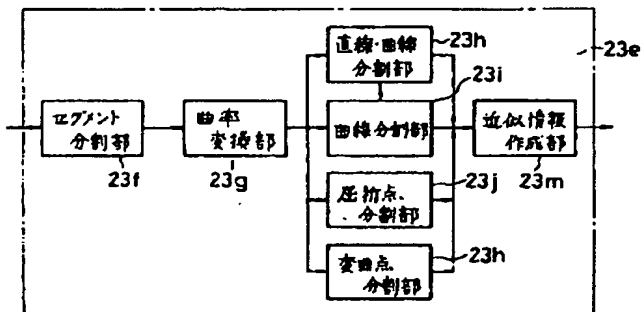 直線・曲線
分割部
23h
23e
23i
セグメント
分割部
23f
曲率
変換部
23g
曲線分割部
近似情報
作成部
23m
屈折点
分割部
23j
変曲点
分割部
23h